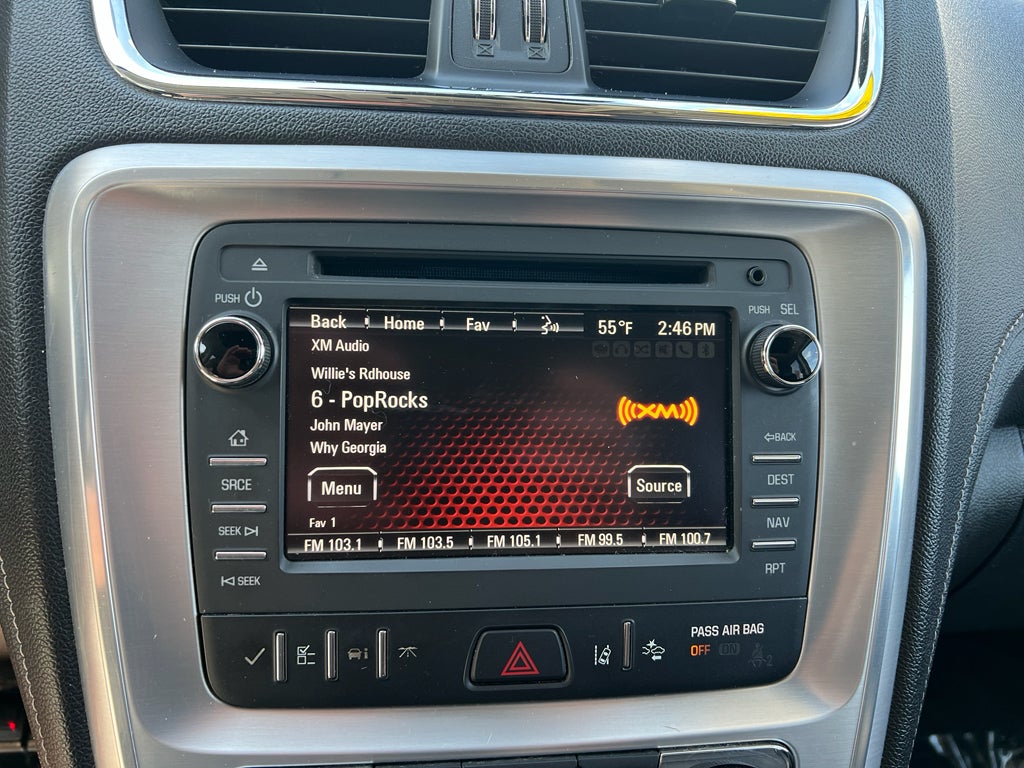 PUSH
PUSH SEL
Back Home Fav 55°F 2:46 PM
XM Audio
Willie's Rdhouse
6 - PopRocks
John Mayer
Why Georgia
XM
Menu
Source
Fav 1
FM 103.1 FM 103.5 FM 105.1 FM 99.5 FM 100.7
SRCE
SEEK
SEEK
BACK
DEST
NAV
RPT
PASS AIR BAG
OFF ON
2